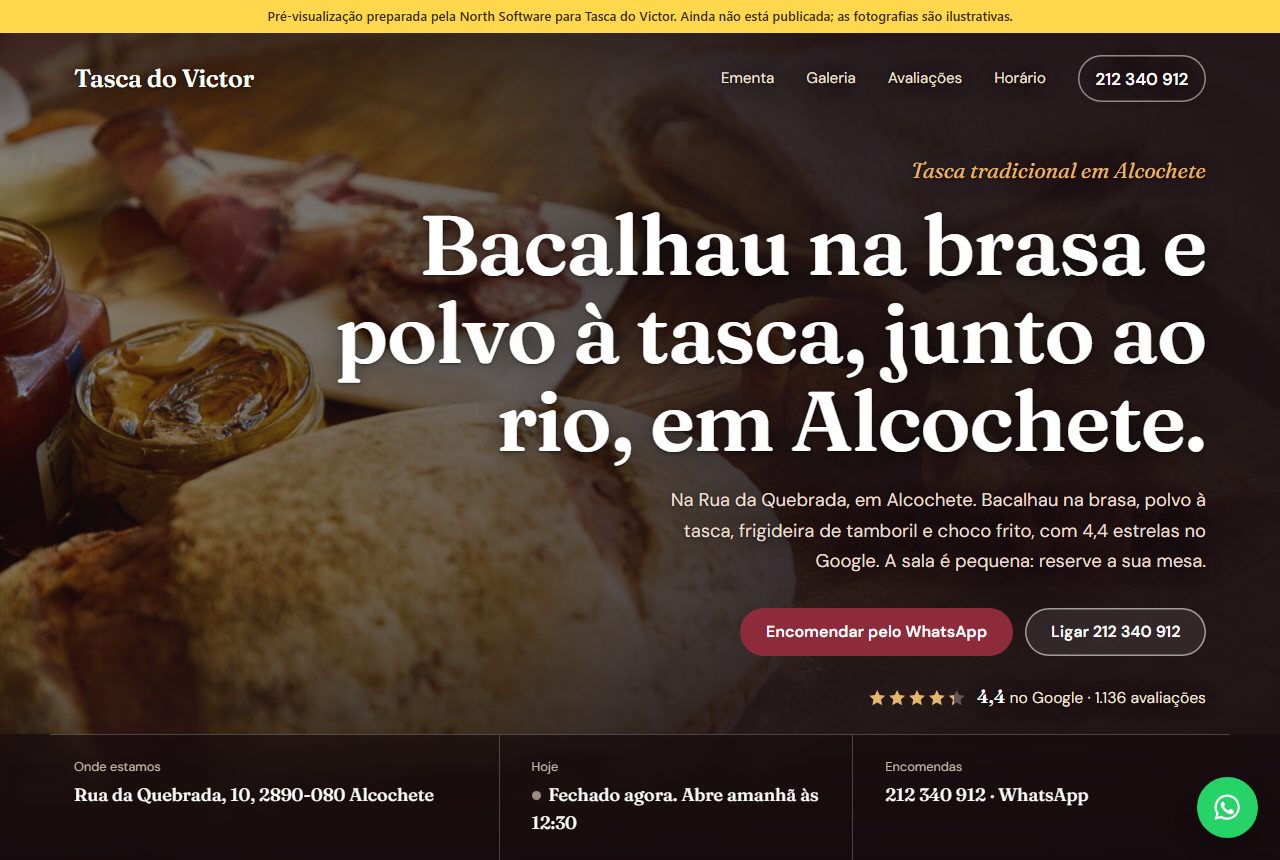 Pré-visualização preparada pela North Software para Tasca do Victor. Ainda não está publicada; as fotografias são ilustrativas.
Tasca do Victor
Ementa
Galeria
Avaliações
Horário
212 340 912
Tasca tradicional em Alcochete
Bacalhau na brasa e
polvo à tasca, junto ao
rio, em Alcochete.
Na Rua da Quebrada, em Alcochete. Bacalhau na brasa, polvo à
tasca, frigideira de tamboril e choco frito, com 4,4 estrelas no
Google. A sala é pequena: reserve a sua mesa.
Encomendar pelo WhatsApp
Ligar 212 340 912
4,4 no Google · 1.136 avaliações
Onde estamos
Rua da Quebrada, 10, 2890-080 Alcochete
Hoje
Fechado agora. Abre amanhã às
12:30
Encomendas
212 340 912 · WhatsApp